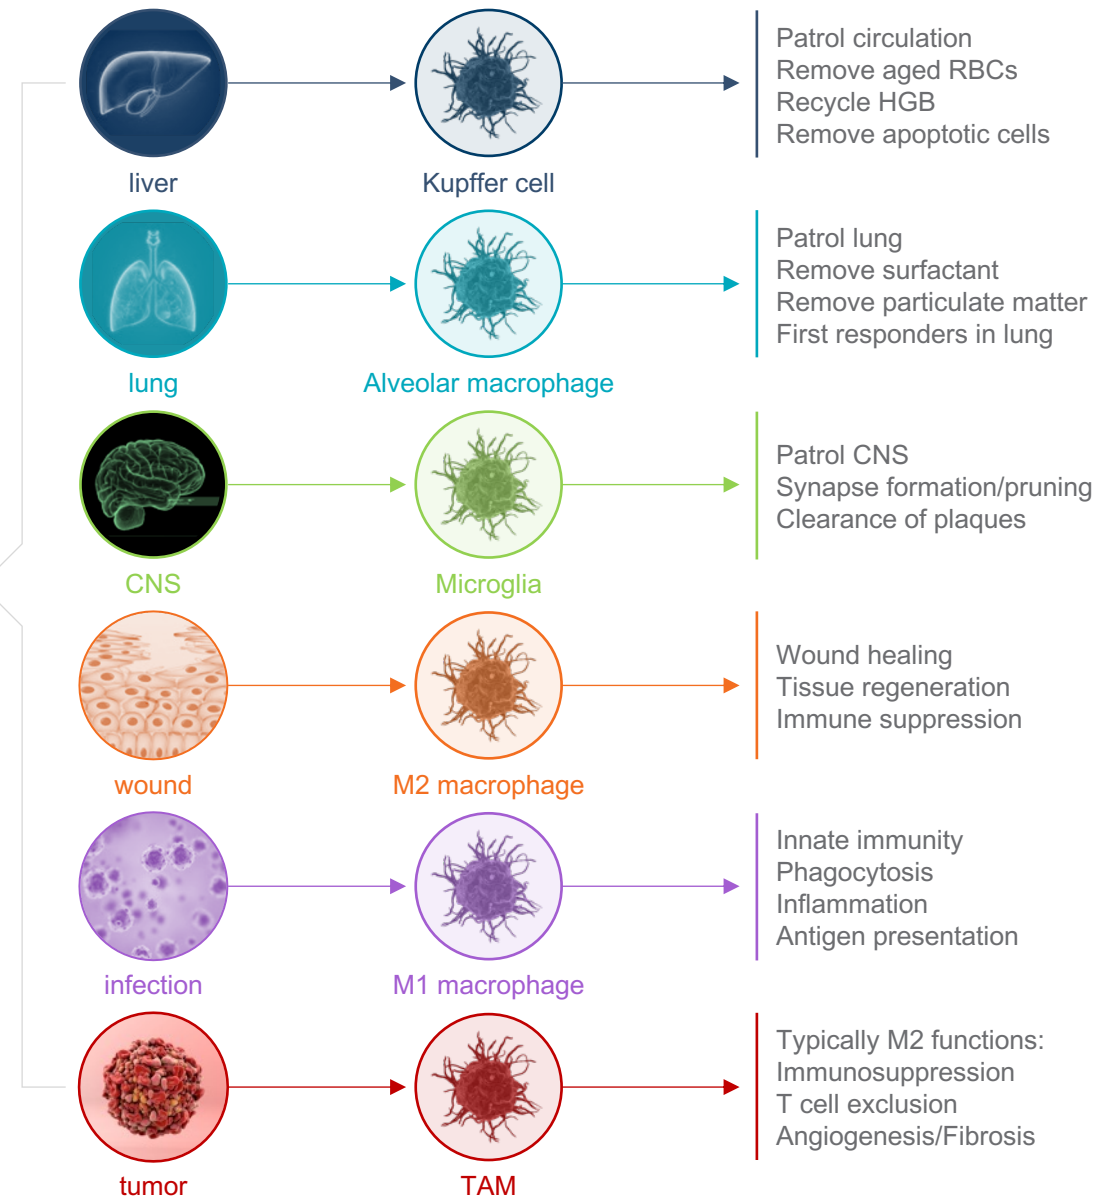 Patrol circulation
Remove aged RBCs
Recycle HGB
Remove apoptotic cells
liver
Kupffer cell
Patrol lung
Remove surfactant
Remove particulate matter
First responders in lung
lung
Alveolar macrophage
Patrol CNS
Synapse formation/pruning
Clearance of plaques
CNS
Microglia
Wound healing
Tissue regeneration
Immune suppression
wound
M2 macrophage
Innate immunity
Phagocytosis
Inflammation
Antigen presentation
infection
M1 macrophage
Typically M2 functions:
Immunosuppression
T cell exclusion
Angiogenesis/Fibrosis
tumor
TAM